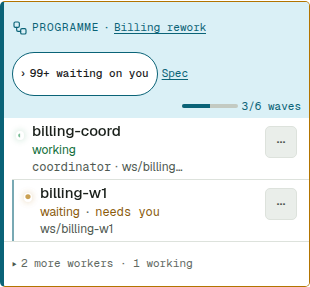 PROGRAMME · Billing rework
› 99+ waiting on you Spec
3/6 waves
billing-coord
working
coordinator · ws/billing…
…
billing-w1
waiting · needs you
ws/billing-w1
…
▸ 2 more workers · 1 working